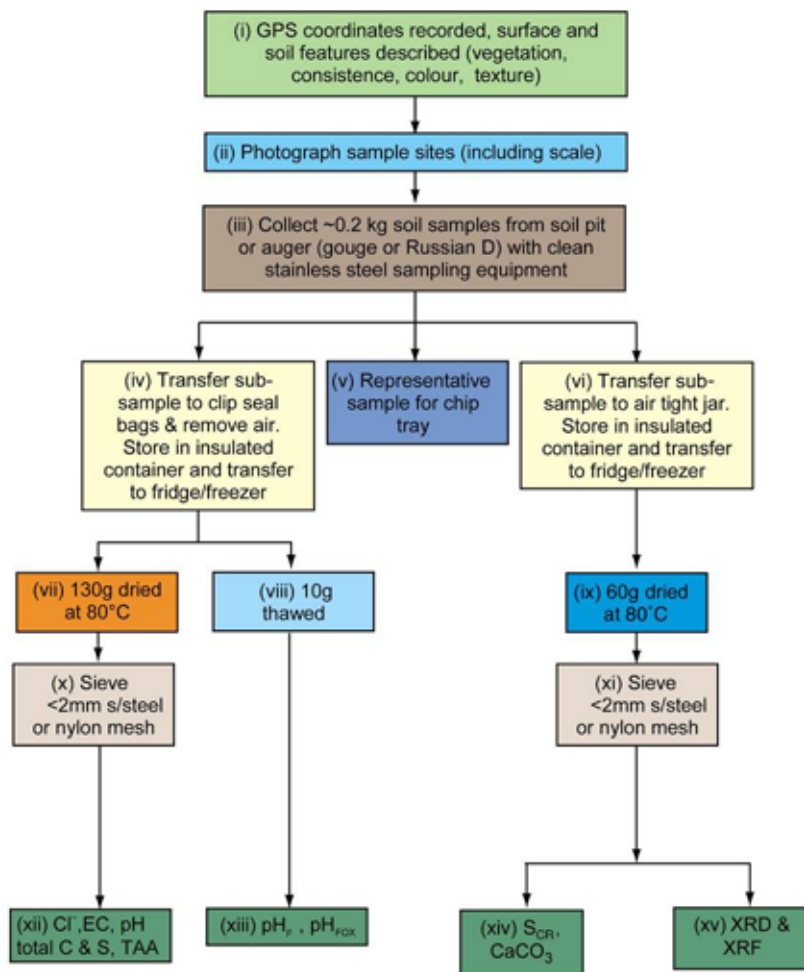 (i) GPS coordinates recorded, surface and
soil features described (vegetation,
consistence, colour, texture)
(ii) Photograph sample sites (including scale)
(iii) Collect ~0.2 kg soil samples from soil pit
or auger (gouge or Russian D) with clean
stainless steel sampling equipment
(iv) Transfer sub-
sample to clip seal
bags & remove air.
Store in insulated
container and transfer
to fridge/freezer
(v) Representative
sample for chip
tray
(vi) Transfer sub-
sample to air tight jar.
Store in insulated
container and transfer
to fridge/freezer
(vii) 130g dried
at 80°C
(viii) 10g
thawed
(ix) 60g dried
at 80°C
(x) Sieve
<2mm s/steel
or nylon mesh
(xi) Sieve
<2mm s/steel
or nylon mesh
(xii) Cl⁻,EC, pH
total C & S, TAA
(xiii) pH_F , pH_FOX
(xiv) S_CR,
CaCO₃
(xv) XRD &
XRF